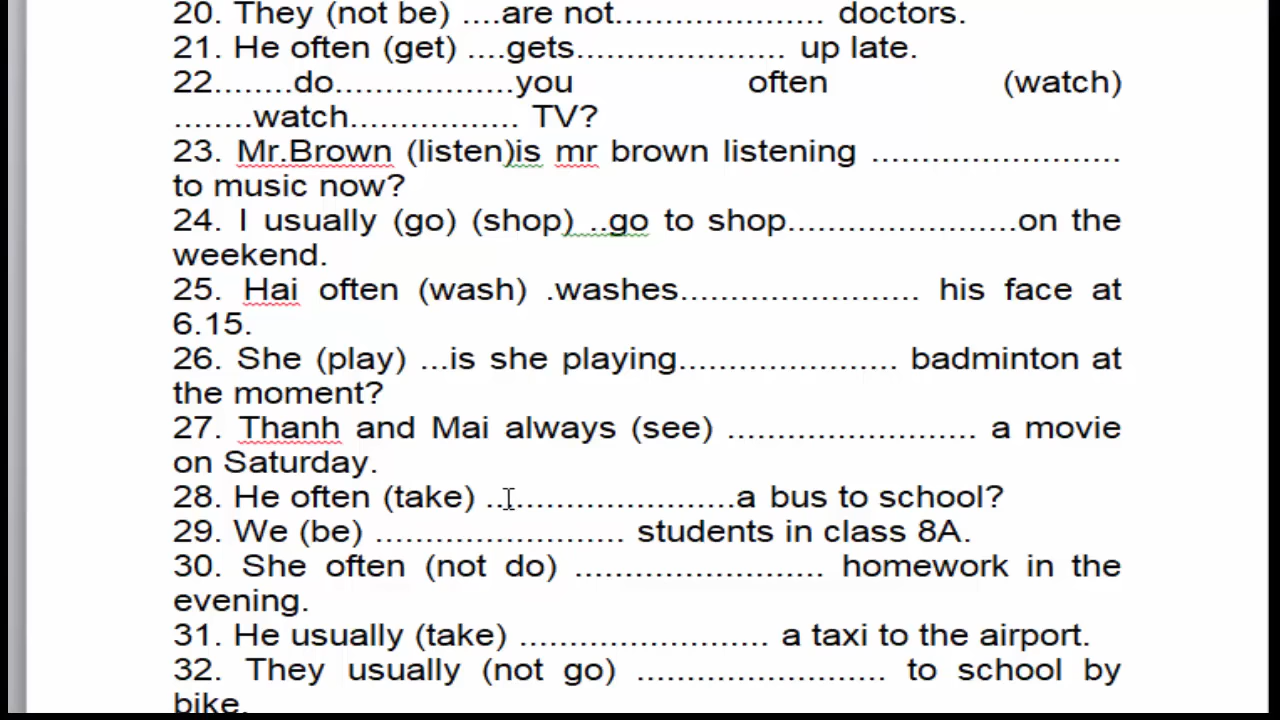 20. They (not be) ....are not..................... doctors.
21. He often (get) ....gets..................... up late.
22........do..................you often (watch)
........watch................. TV?
23. Mr.Brown (listen)is mr brown listening .........................
to music now?
24. I usually (go) (shop) ..go to shop.......................on the
weekend.
25. Hai often (wash) .washes........................ his face at
6.15.
26. She (play) ...is she playing...................... badminton at
the moment?
27. Thanh and Mai always (see) ......................... a movie
on Saturday.
28. He often (take) .........................a bus to school?
29. We (be) ......................... students in class 8A.
30. She often (not do) ......................... homework in the
evening.
31. He usually (take) ......................... a taxi to the airport.
32. They usually (not go) ......................... to school by
bike.